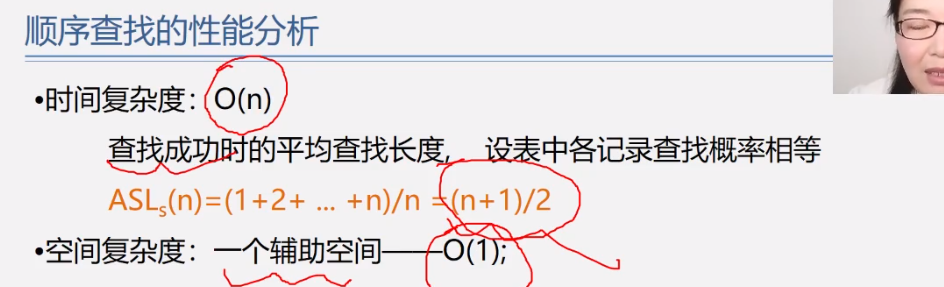 顺序查找的性能分析
•时间复杂度：O(n)
查找成功时的平均查找长度，  设表中各记录查找概率相等
ASLs(n)=(1+2+ ... +n)/n =(n+1)/2
•空间复杂度：一个辅助空间——O(1);